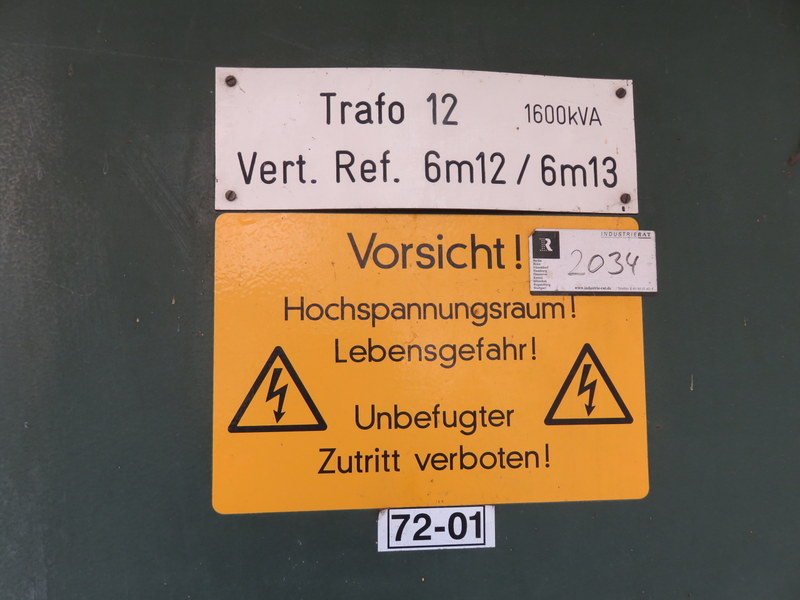 Trafo 12 1600kVA
Vert. Ref. 6m12 / 6m13
Vorsicht!
R INDUSTRIERAT
2034
Hochspannungsraum!
Lebensgefahr!
Unbefugter
Zutritt verboten!
72-01